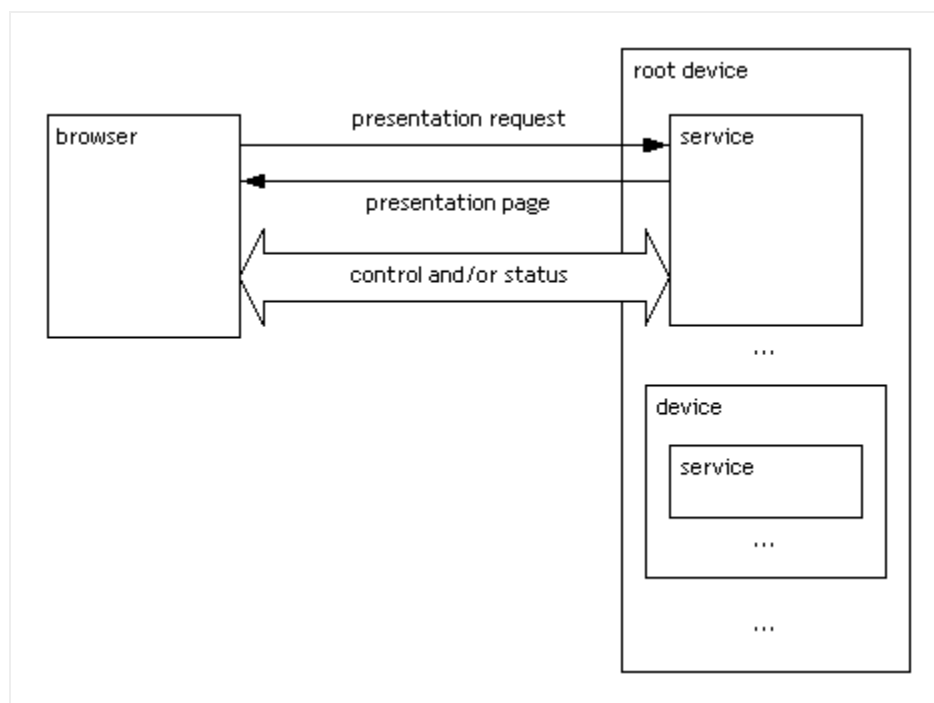 root device
browser
presentation request
service
presentation page
control and/or status
...
device
service
...
...